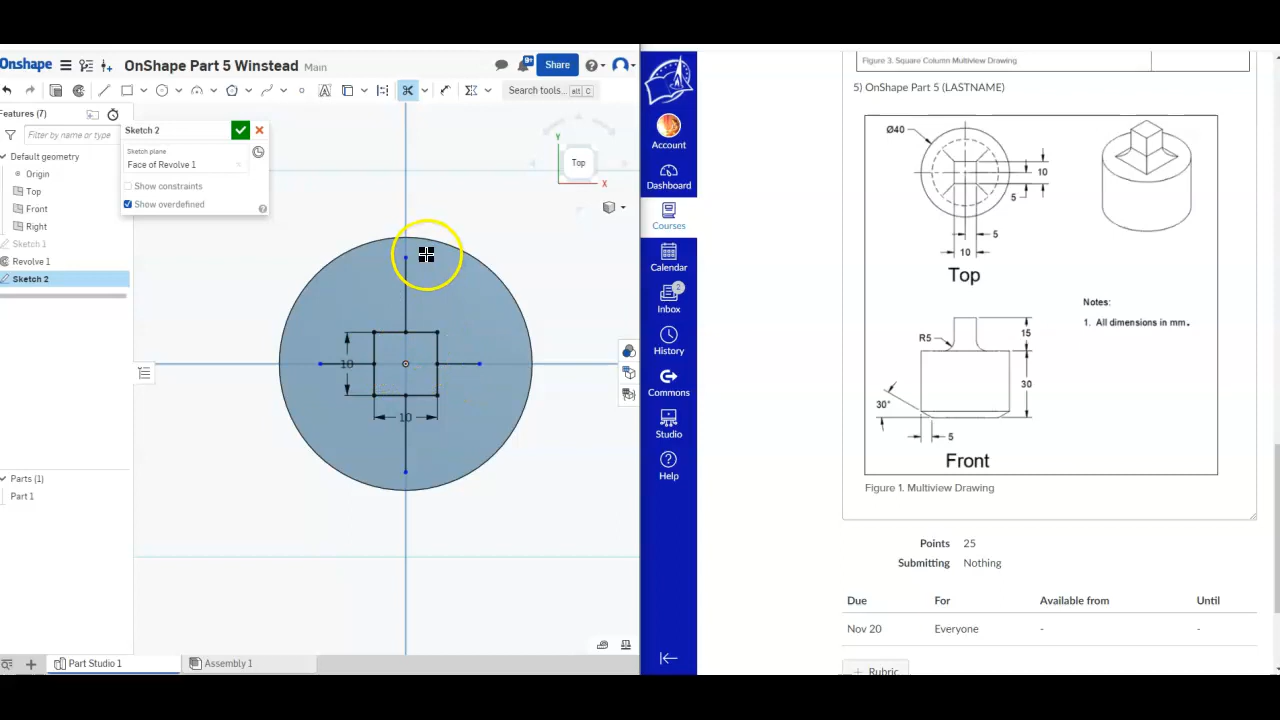 Onshape
OnShape Part 5 Winstead
Main
9+
Share
Search tools...
alt
C
Features (7)
Filter by name or type
Default geometry
Origin
Top
Front
Right
Sketch 1
Revolve 1
Sketch 2
Parts (1)
Part 1
Sketch 2
Sketch plane
Face of Revolve 1
Show constraints
Show overdefined
Y
Top
X
10
10
Part Studio 1
Assembly 1
Account
Dashboard
Courses
Calendar
2
Inbox
History
Commons
Studio
Help
Figure 3. Square Column Multiview Drawing
5) OnShape Part 5 (LASTNAME)
Ø40
10
5
5
10
Top
Notes:
1. All dimensions in mm.
R5
15
30
30°
5
Front
Figure 1. Multiview Drawing
Points 25
Submitting Nothing
Due For Available from Until
Nov 20 Everyone - -
+ Rubric